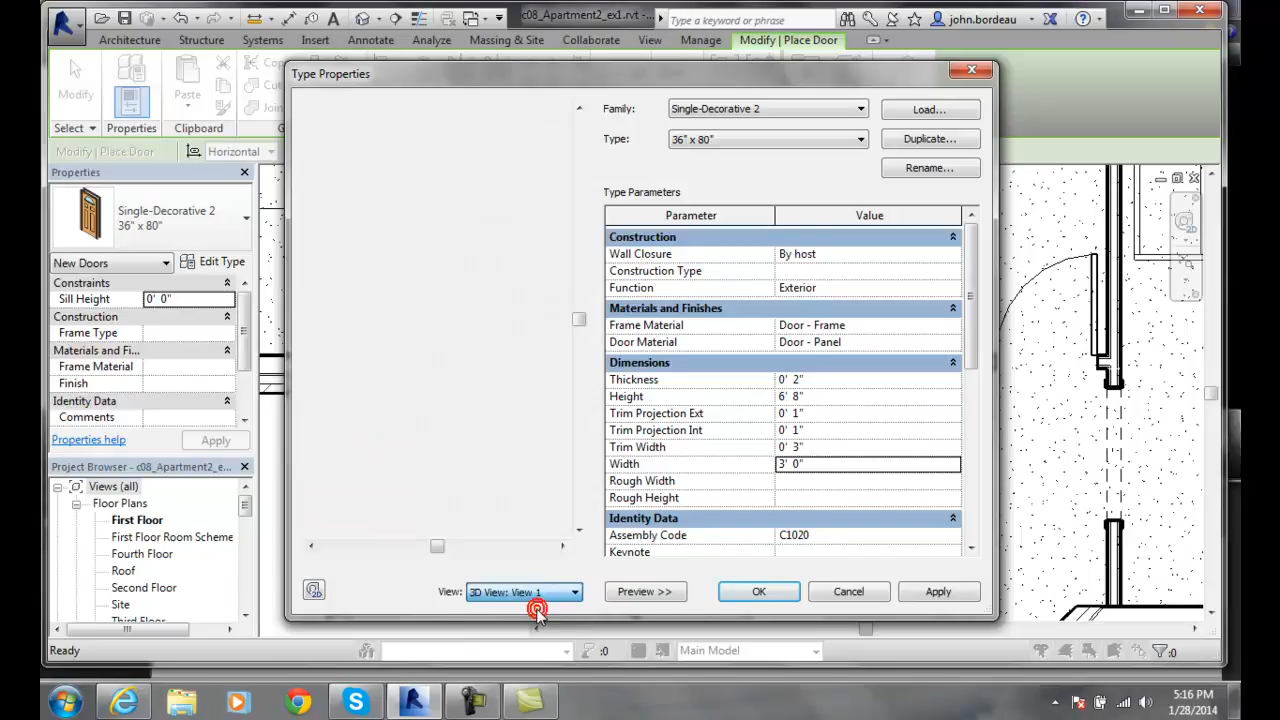 c08_Apartment2_ex1.rvt -...
Type a keyword or phrase
john.bordeau
Architecture
Structure
Systems
Insert
Annotate
Analyze
Massing & Site
Collaborate
View
Manage
Modify | Place Door
Modify
Paste
Select
Properties
Clipboard
Modify | Place Door
Horizontal
Properties
Single-Decorative 2
36" x 80"
New Doors
Edit Type
Constraints
Sill Height
0' 0"
Construction
Frame Type
Materials and Fi...
Frame Material
Finish
Identity Data
Comments
Properties help
Apply
Project Browser - c08_Apartment2_e...
Views (all)
Floor Plans
First Floor
First Floor Room Scheme
Fourth Floor
Roof
Second Floor
Site
Third Floor
Type Properties
Family:
Single-Decorative 2
Load...
Type:
36" x 80"
Duplicate...
Rename...
Type Parameters
Parameter
Value
Construction
Wall Closure
By host
Construction Type
Function
Exterior
Materials and Finishes
Frame Material
Door - Frame
Door Material
Door - Panel
Dimensions
Thickness
0' 2"
Height
6' 8"
Trim Projection Ext
0' 1"
Trim Projection Int
0' 1"
Trim Width
0' 3"
Width
3' 0"
Rough Width
Rough Height
Identity Data
Assembly Code
C1020
Keynote
View:
3D View: View 1
Preview >>
OK
Cancel
Apply
Ready
:0
Main Model
:0
5:16 PM
1/28/2014